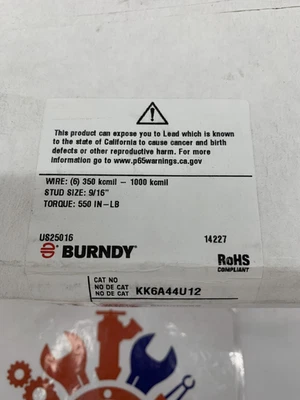 This product can expose you to Lead which is known
to the state of California to cause cancer and birth
defects or other reproductive harm. For more
information go to www.p65warnings.ca.gov
WIRE: (6) 350 kcmil - 1000 kcmil
STUD SIZE: 9/16"
TORQUE: 550 IN-LB
US25016
14227
BURNDY®
RoHS
COMPLIANT
CAT NO
NO DE CAT
NO DE CAT
KK6A44U12